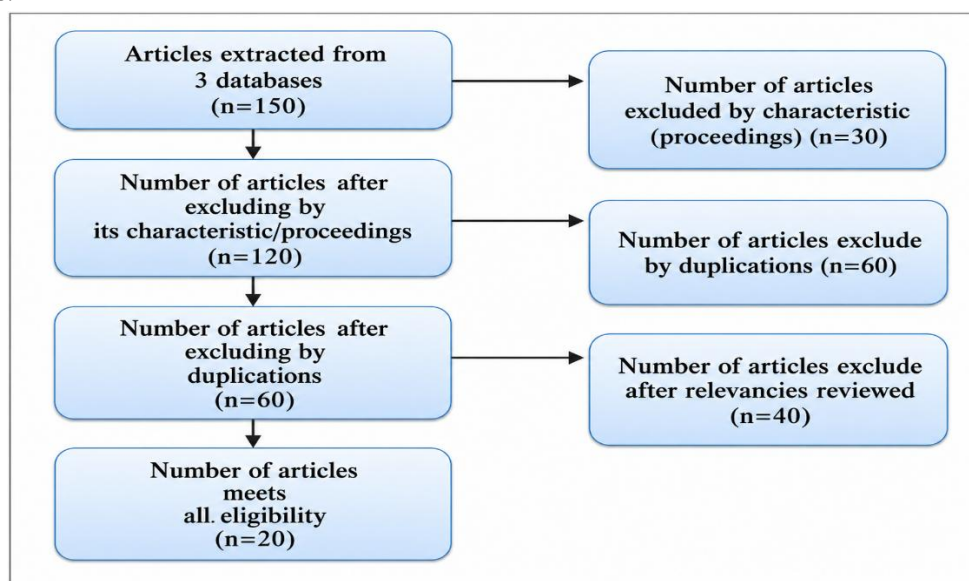 Articles extracted from
3 databases
(n=150)
Number of articles
excluded by characteristic
(proceedings) (n=30)
Number of articles after
excluding by
its characteristic/proceedings
(n=120)
Number of articles exclude
by duplications (n=60)
Number of articles after
excluding by
duplications
(n=60)
Number of articles exclude
after relevancies reviewed
(n=40)
Number of articles
meets
all. eligibility
(n=20)